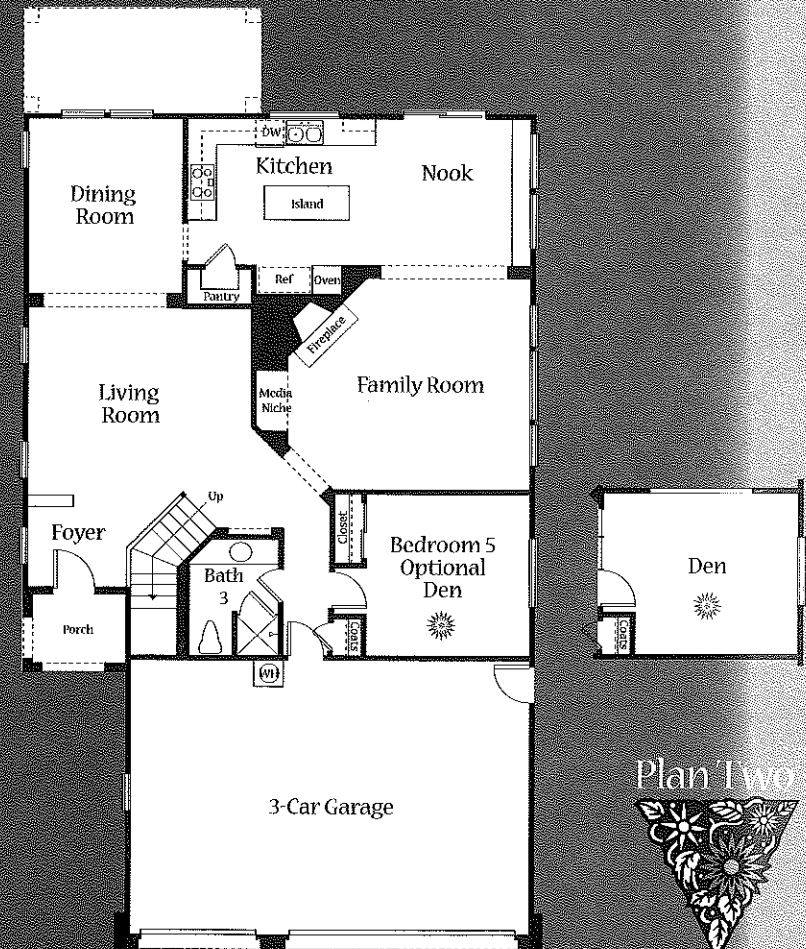 DW
Kitchen
Nook
Dining
Room
Island
Ref
Oven
Pantry
Fireplace
Living
Room
Media
Niche
Family Room
Up
Closet
Foyer
Bedroom 5
Optional
Den
Bath
3
Porch
Coats
Den
Coats
WH
3-Car Garage
Plan Two